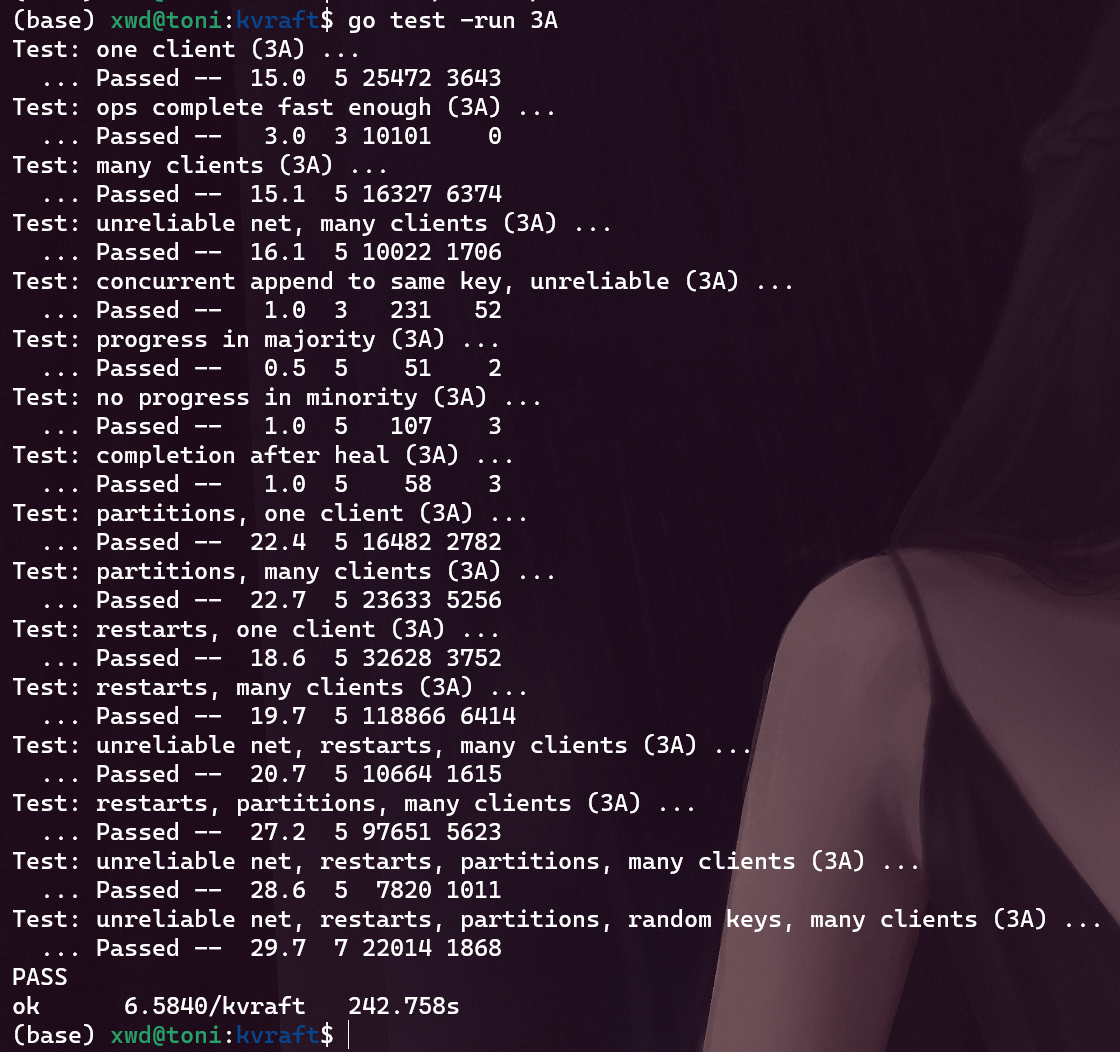 (base) xwd@toni:kvraft$ go test -run 3A
Test: one client (3A) ...
  ... Passed --  15.0  5 25472 3643
Test: ops complete fast enough (3A) ...
  ... Passed --   3.0  3 10101    0
Test: many clients (3A) ...
  ... Passed --  15.1  5 16327 6374
Test: unreliable net, many clients (3A) ...
  ... Passed --  16.1  5 10022 1706
Test: concurrent append to same key, unreliable (3A) ...
  ... Passed --   1.0  3   231   52
Test: progress in majority (3A) ...
  ... Passed --   0.5  5    51    2
Test: no progress in minority (3A) ...
  ... Passed --   1.0  5   107    3
Test: completion after heal (3A) ...
  ... Passed --   1.0  5    58    3
Test: partitions, one client (3A) ...
  ... Passed --  22.4  5 16482 2782
Test: partitions, many clients (3A) ...
  ... Passed --  22.7  5 23633 5256
Test: restarts, one client (3A) ...
  ... Passed --  18.6  5 32628 3752
Test: restarts, many clients (3A) ...
  ... Passed --  19.7  5 118866 6414
Test: unreliable net, restarts, many clients (3A) ...
  ... Passed --  20.7  5 10664 1615
Test: restarts, partitions, many clients (3A) ...
  ... Passed --  27.2  5 97651 5623
Test: unreliable net, restarts, partitions, many clients (3A) ...
  ... Passed --  28.6  5  7820 1011
Test: unreliable net, restarts, partitions, random keys, many clients (3A) ...
  ... Passed --  29.7  7 22014 1868
PASS
ok      6.5840/kvraft   242.758s
(base) xwd@toni:kvraft$